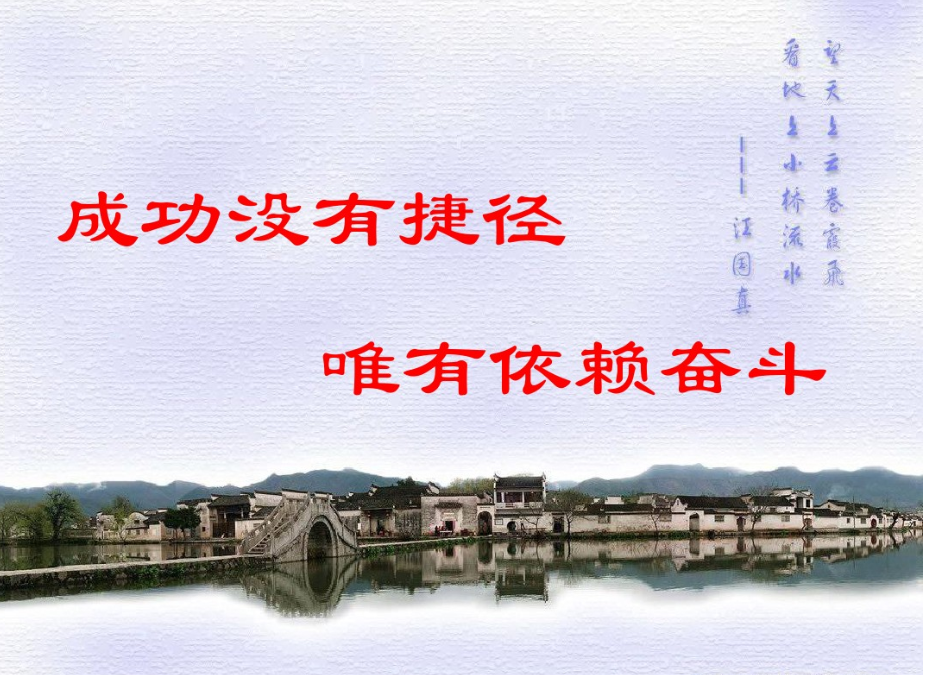 成功没有捷径
唯有依赖奋斗
望天上云卷霞飞
看地上小桥流水
———汪国真